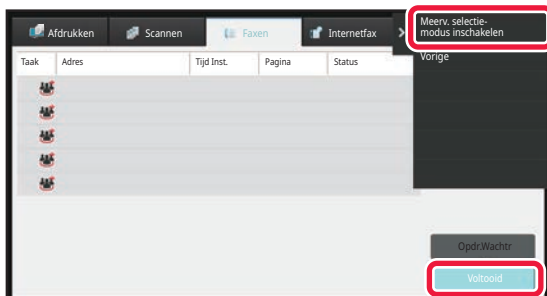 Afdrukken Scannen Faxen Internetfax
Meerv. selectie-
modus inschakelen
Vorige
Taak Adres Tijd Inst. Pagina Status
Opdr.Wachtr
Voltooid